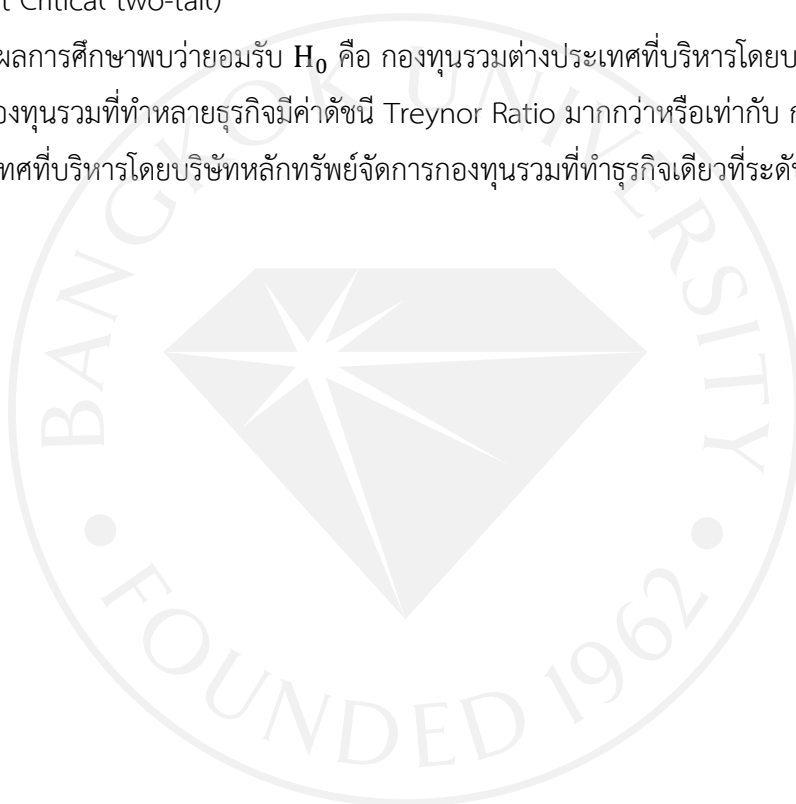 t Critical two-tail)
ผลการศึกษาพบว่ายอมรับ H₀ คือ กองทุนรวมต่างประเทศที่บริหารโดยบ
องทุนรวมที่ทำหลายธุรกิจมีค่าดัชนี Treynor Ratio มากกว่าหรือเท่ากับ ก
ทศที่บริหารโดยบริษัทหลักทรัพย์จัดการกองทุนรวมที่ทำธุรกิจเดียวที่ระดั
BANGKOK UNIVERSITY
FOUNDED 1962